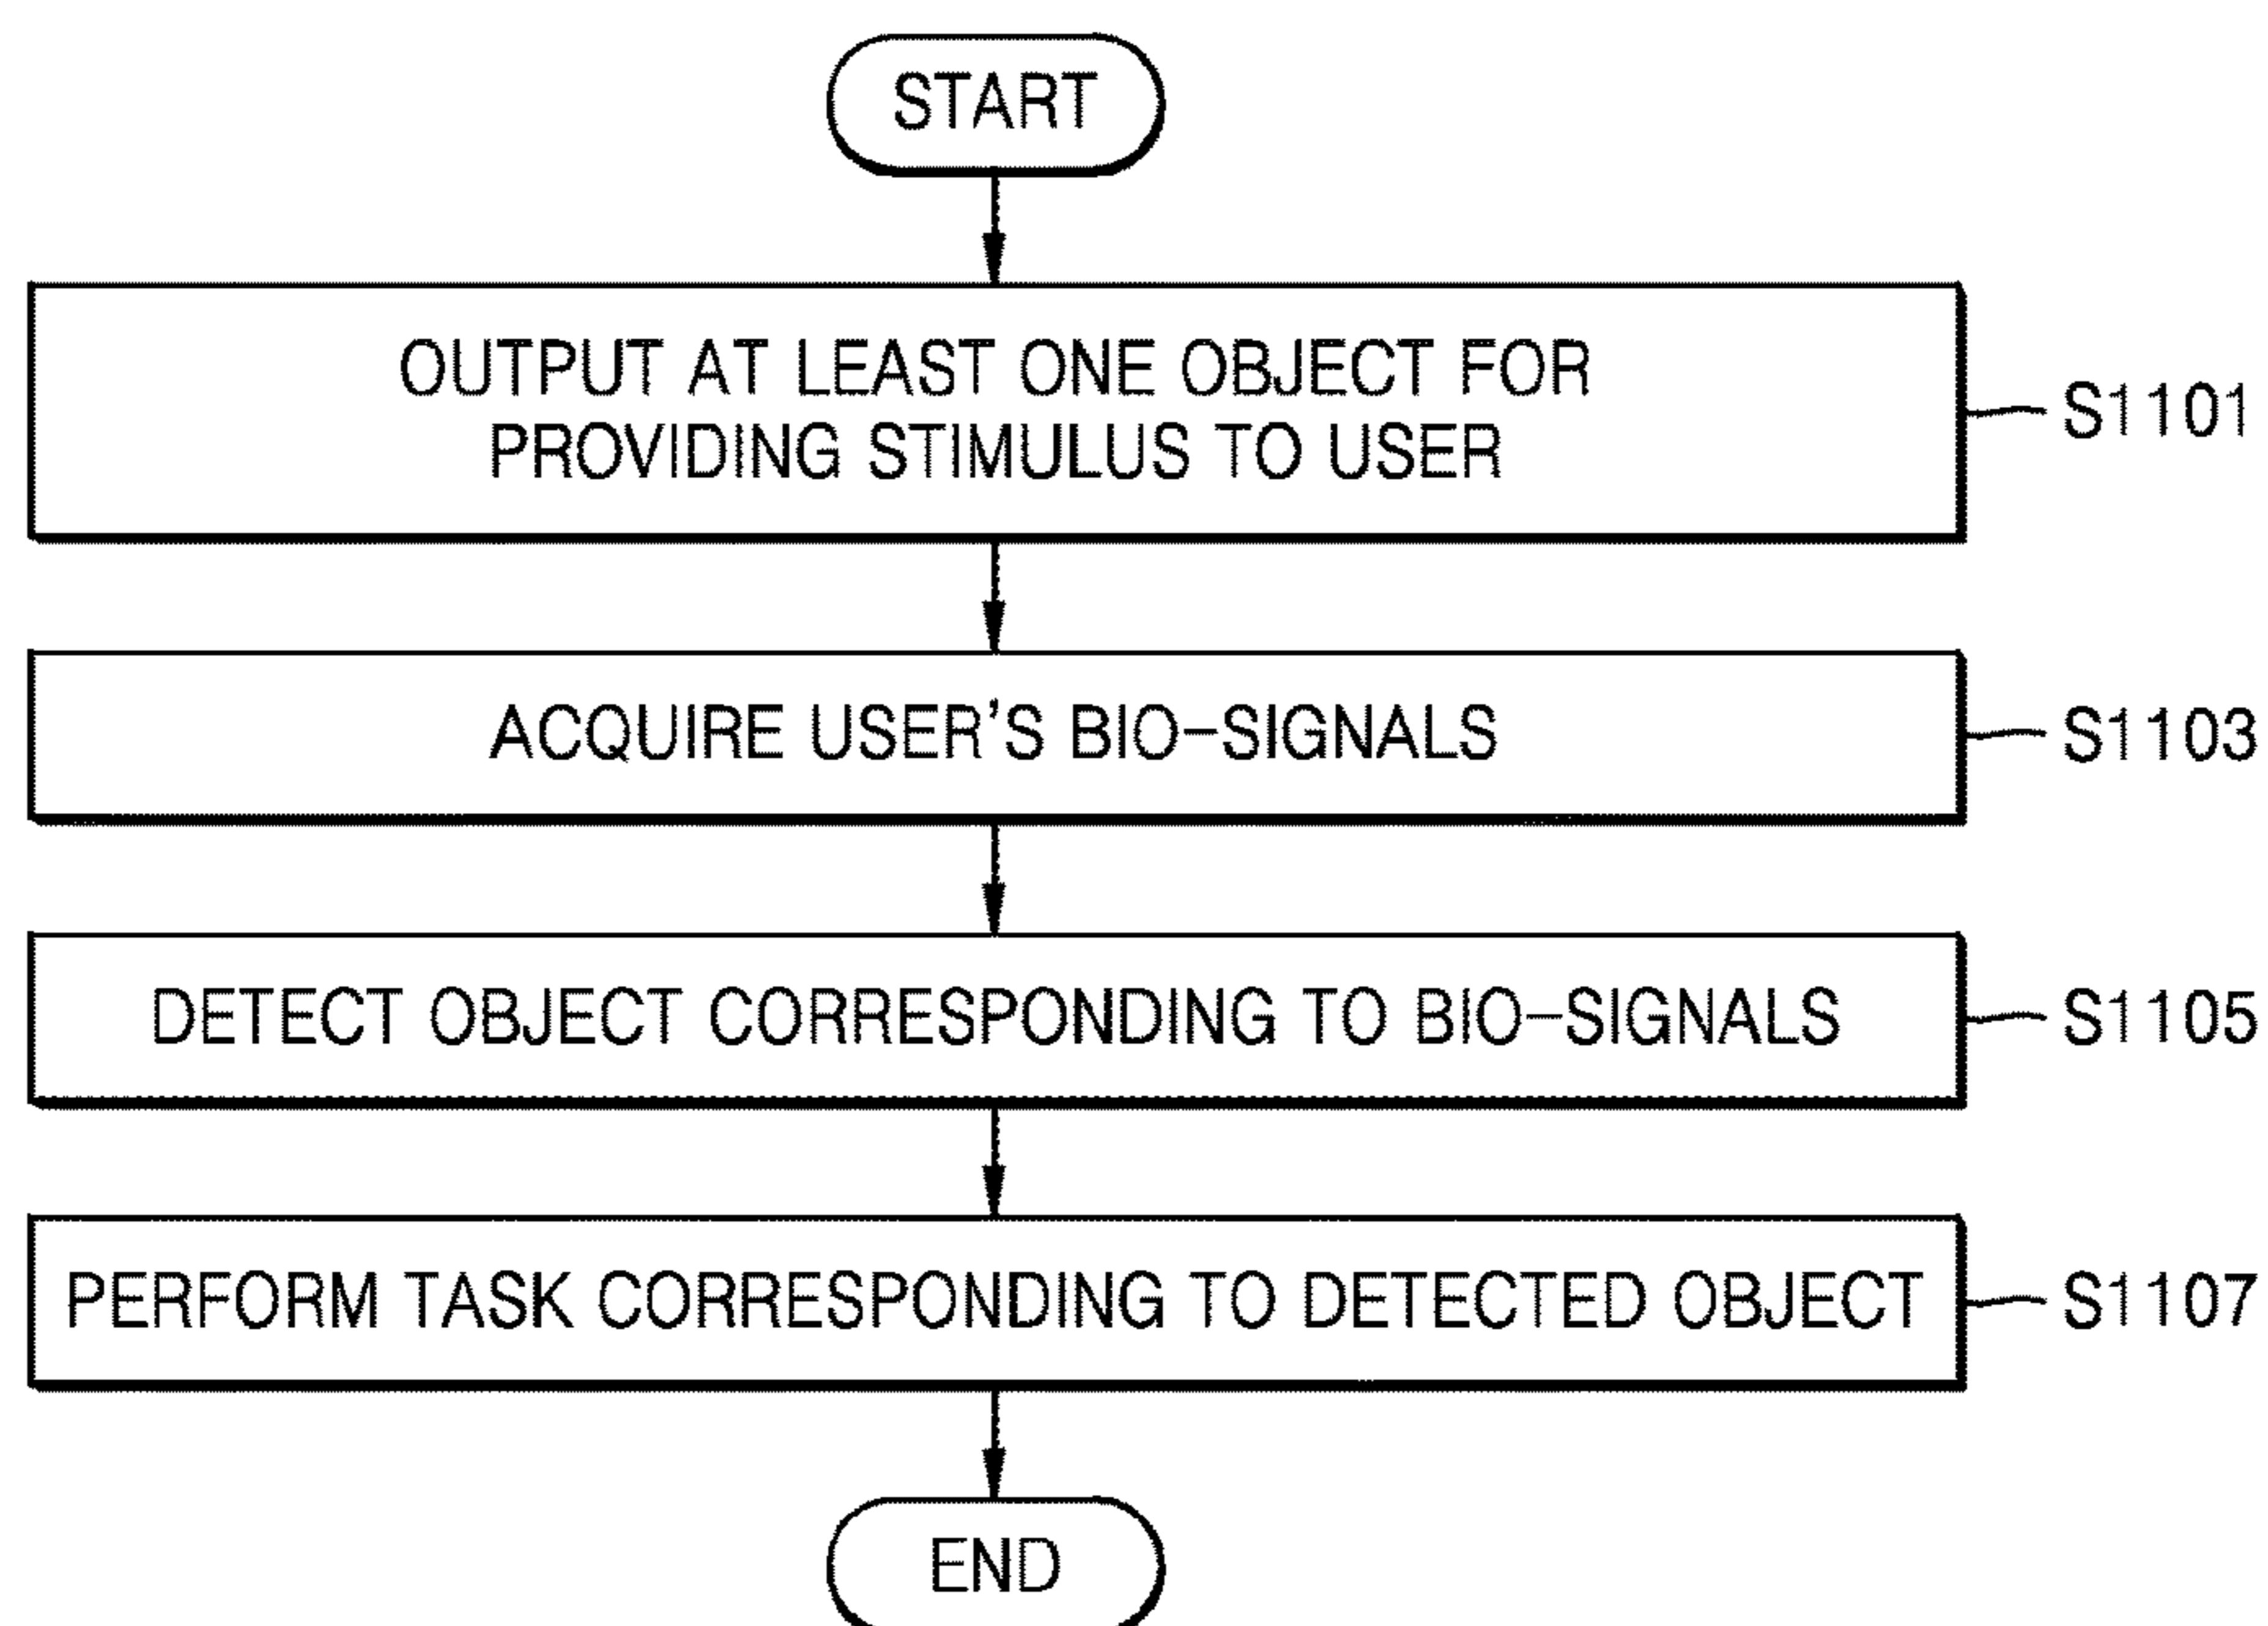 START
OUTPUT AT LEAST ONE OBJECT FOR
PROVIDING STIMULUS TO USER
S1101
ACQUIRE USER'S BIO-SIGNALS
S1103
DETECT OBJECT CORRESPONDING TO BIO-SIGNALS
S1105
PERFORM TASK CORRESPONDING TO DETECTED OBJECT
S1107
END